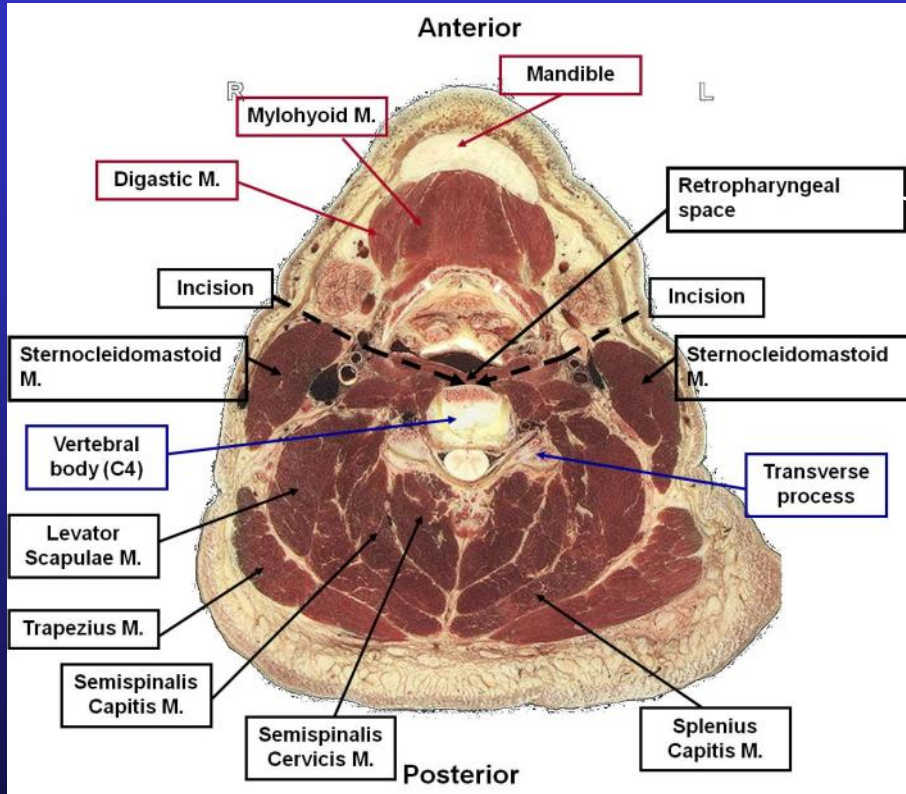 Anterior
Mandible
R
L
Mylohyoid M.
Digastic M.
Retropharyngeal
space
Incision
Incision
Sternocleidomastoid
M.
Sternocleidomastoid
M.
Vertebral
body (C4)
Transverse
process
Levator
Scapulae M.
Trapezius M.
Semispinalis
Capitis M.
Semispinalis
Cervicis M.
Splenius
Capitis M.
Posterior